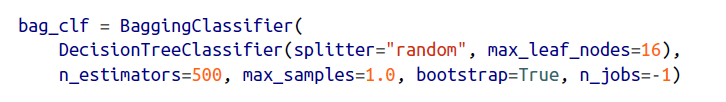 bag_clf = BaggingClassifier(
    DecisionTreeClassifier(splitter="random", max_leaf_nodes=16),
    n_estimators=500, max_samples=1.0, bootstrap=True, n_jobs=-1)